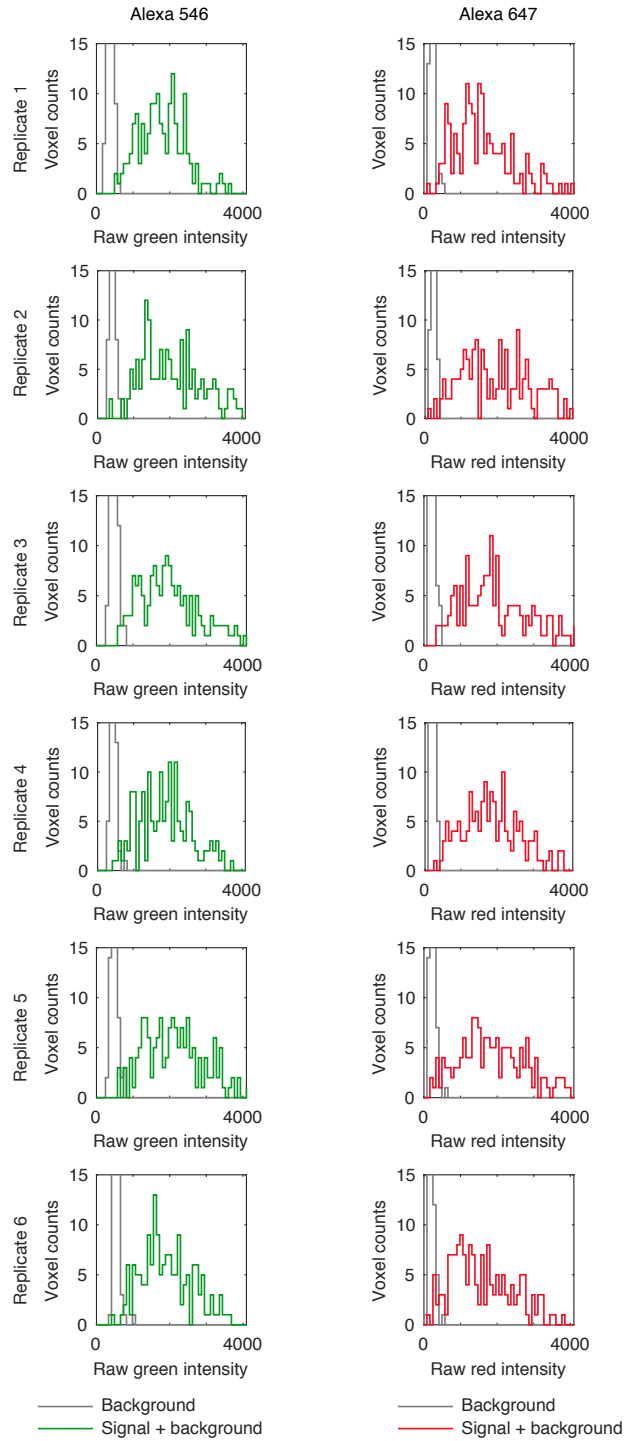 Alexa 546
Alexa 647
Replicate 1
Voxel counts
15
10
5
0
0
4000
Raw green intensity
Voxel counts
15
10
5
0
0
4000
Raw red intensity
Replicate 2
Voxel counts
15
10
5
0
0
4000
Raw green intensity
Voxel counts
15
10
5
0
0
4000
Raw red intensity
Replicate 3
Voxel counts
15
10
5
0
0
4000
Raw green intensity
Voxel counts
15
10
5
0
0
4000
Raw red intensity
Replicate 4
Voxel counts
15
10
5
0
0
4000
Raw green intensity
Voxel counts
15
10
5
0
0
4000
Raw red intensity
Replicate 5
Voxel counts
15
10
5
0
0
4000
Raw green intensity
Voxel counts
15
10
5
0
0
4000
Raw red intensity
Replicate 6
Voxel counts
15
10
5
0
0
4000
Raw green intensity
Voxel counts
15
10
5
0
0
4000
Raw red intensity
Background
Signal + background
Background
Signal + background